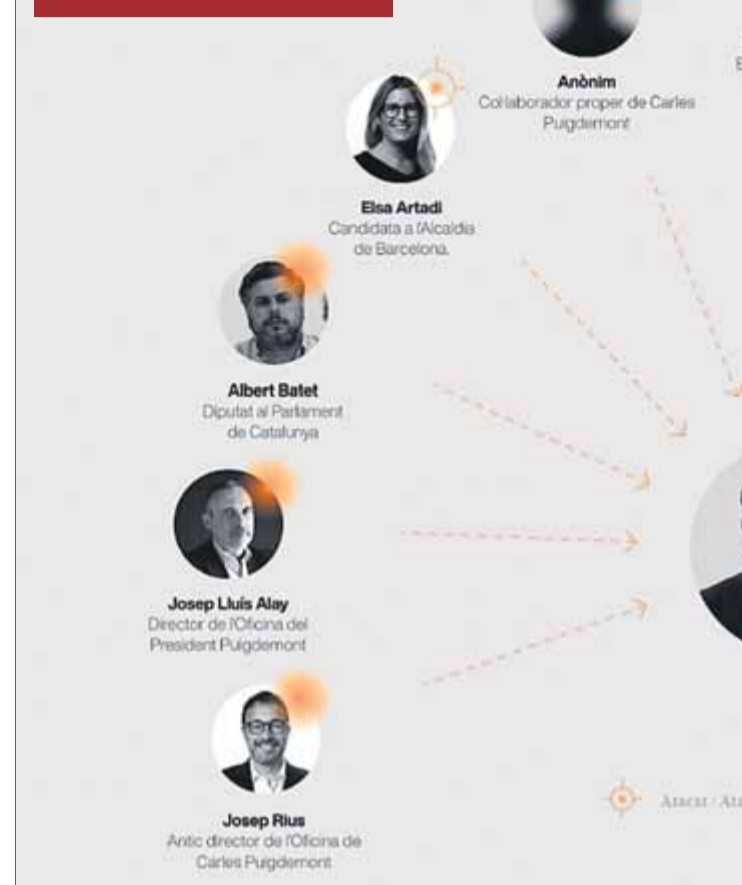 Anònim
Col·laborador proper de Carles
Puigdemont
Elsa Artadi
Candidata a l'Alcaldia
de Barcelona.
Albert Batet
Diputat al Parlament
de Catalunya
Josep Lluís Alay
Director de l'Oficina del
President Puigdemont
Josep Rius
Antic director de l'Oficina de
Carles Puigdemont
Atacat